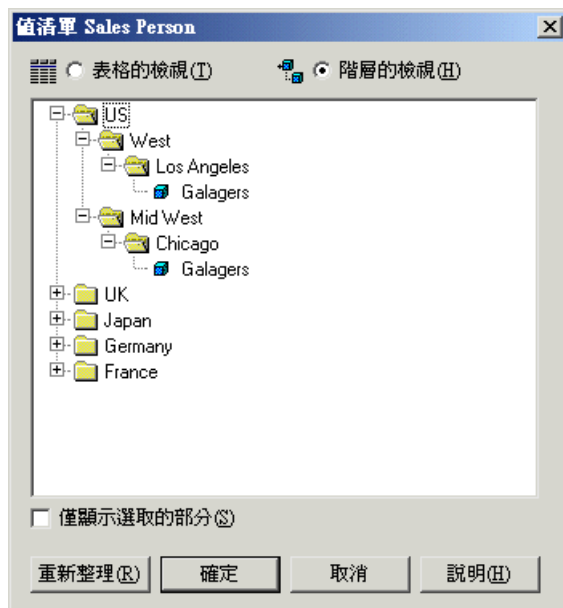 值清單 Sales Person
表格的檢視(T) 階層的檢視(H)
US
West
Los Angeles
Galagers
Mid West
Chicago
Galagers
UK
Japan
Germany
France
僅顯示選取的部分(S)
重新整理(R) 確定 取消 說明(H)